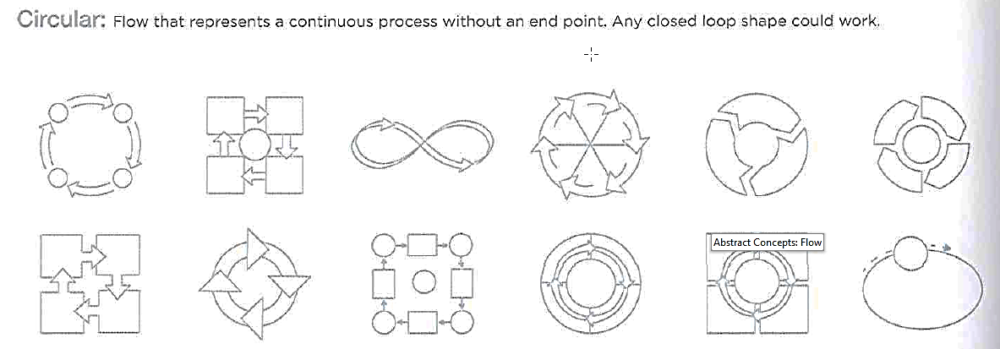 Circular: Flow that represents a continuous process without an end point. Any closed loop shape could work.
Abstract Concepts: Flow